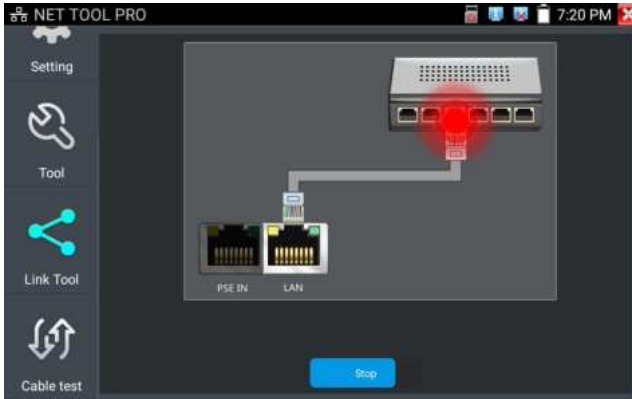 NET TOOL PRO
7:20 PM
Setting
Tool
Link Tool
Cable test
PSE IN
LAN
Stop